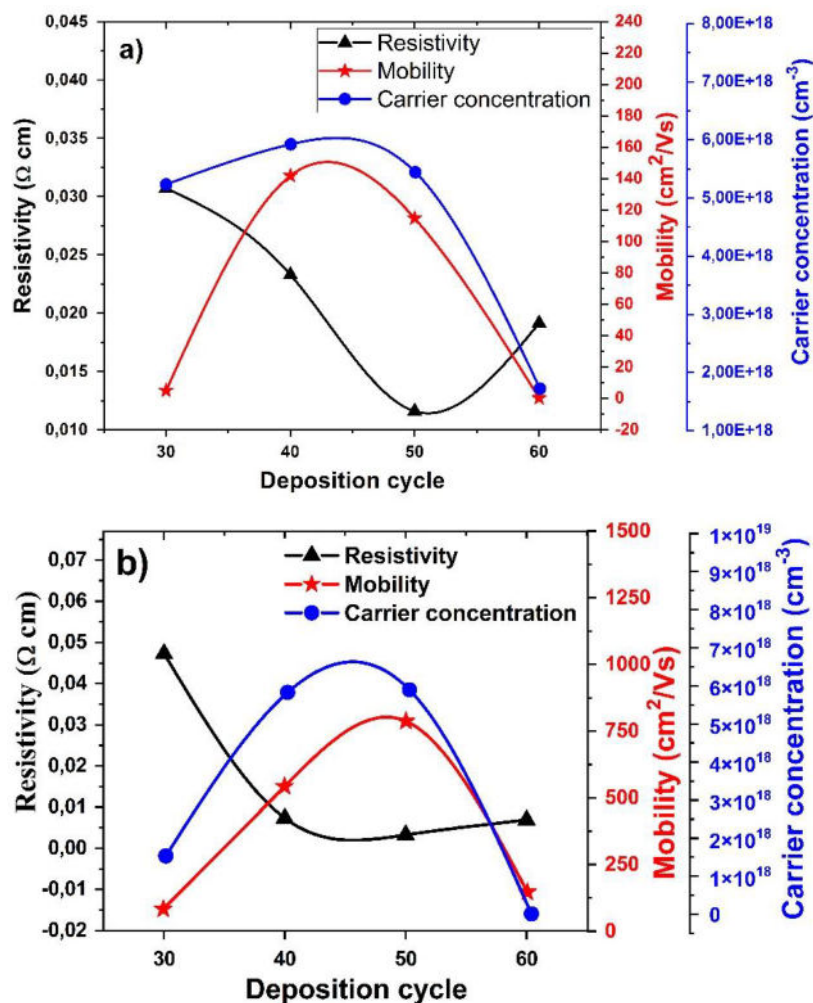 a)
Resistivity
Mobility
Carrier concentration
0,045
0,040
0,035
0,030
0,025
0,020
0,015
0,010
Resistivity (Ω cm)
30
40
50
60
Deposition cycle
240
220
200
180
160
140
120
100
80
60
40
20
0
-20
Mobility (cm²/Vs)
8,00E+18
7,00E+18
6,00E+18
5,00E+18
4,00E+18
3,00E+18
2,00E+18
1,00E+18
Carrier concentration (cm⁻³)
b)
Resistivity
Mobility
Carrier concentration
0,07
0,06
0,05
0,04
0,03
0,02
0,01
0,00
-0,01
-0,02
Resistivity (Ω cm)
30
40
50
60
Deposition cycle
1500
1250
1000
750
500
250
0
Mobility (cm²/Vs)
1×10¹⁹
9×10¹⁸
8×10¹⁸
7×10¹⁸
6×10¹⁸
5×10¹⁸
4×10¹⁸
3×10¹⁸
2×10¹⁸
1×10¹⁸
0
Carrier concentration (cm⁻³)